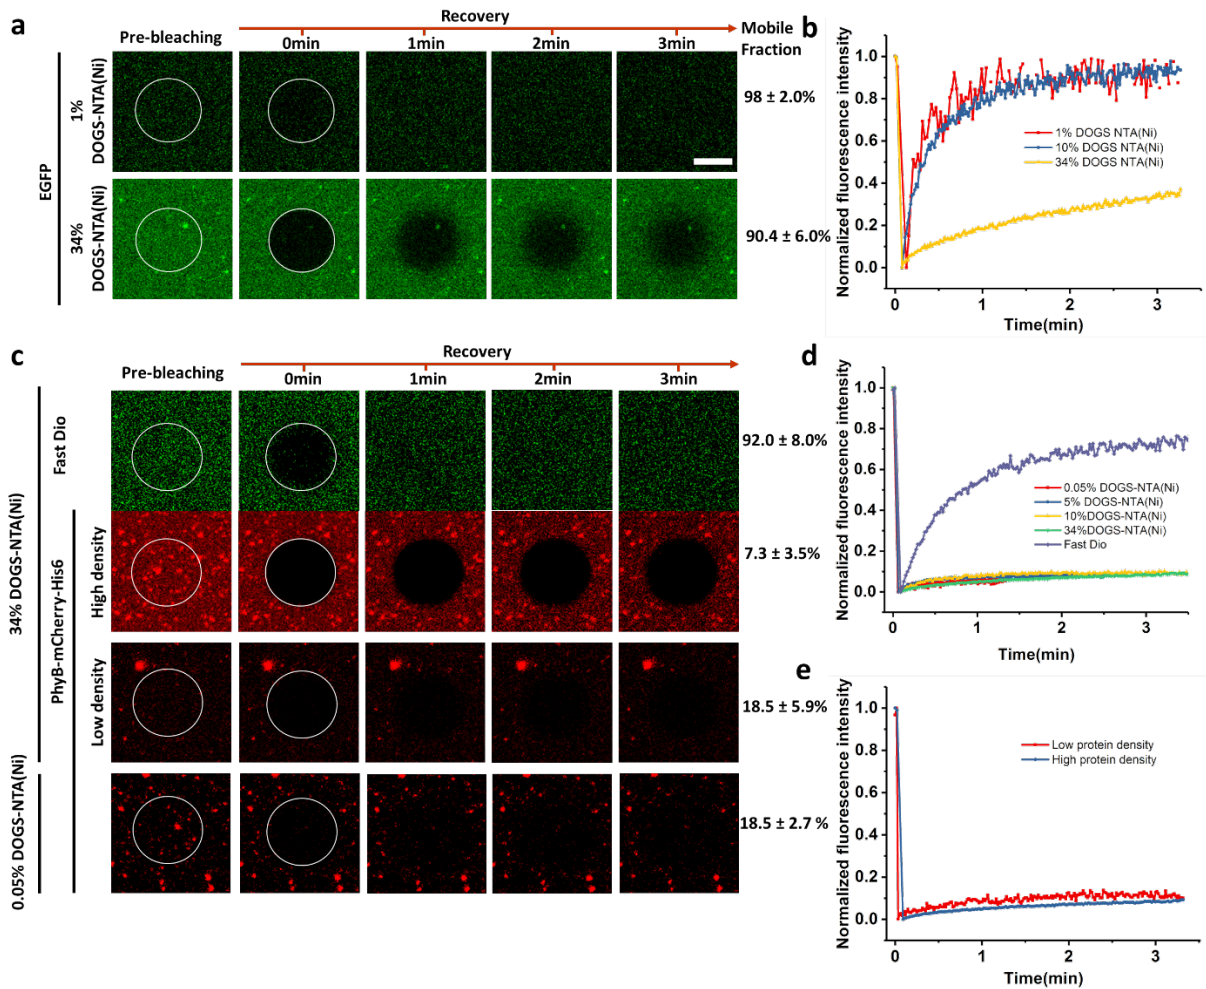 a
Recovery
Pre-bleaching
0min
1min
2min
3min
Mobile
Fraction
EGFP
1%
DOGS-NTA(Ni)
98 ± 2.0%
34%
DOGS-NTA(Ni)
90.4 ± 6.0%
b
Normalized fluorescence intensity
1.0
0.8
0.6
0.4
0.2
0.0
1% DOGS NTA(Ni)
10% DOGS NTA(Ni)
34% DOGS NTA(Ni)
0
1
2
3
Time(min)
c
Recovery
Pre-bleaching
0min
1min
2min
3min
34% DOGS-NTA(Ni)
Fast Dio
92.0 ± 8.0%
PhyB-mCherry-His6
High density
7.3 ± 3.5%
Low density
18.5 ± 5.9%
0.05% DOGS-NTA(Ni)
18.5 ± 2.7 %
d
Normalized fluorescence intensity
1.0
0.8
0.6
0.4
0.2
0.0
0.05% DOGS-NTA(Ni)
5% DOGS-NTA(Ni)
10%DOGS-NTA(Ni)
34%DOGS-NTA(Ni)
Fast Dio
0
1
2
3
Time(min)
e
Normalized fluorescence intensity
1.0
0.8
0.6
0.4
0.2
0.0
Low protein density
High protein density
0
1
2
3
Time(min)